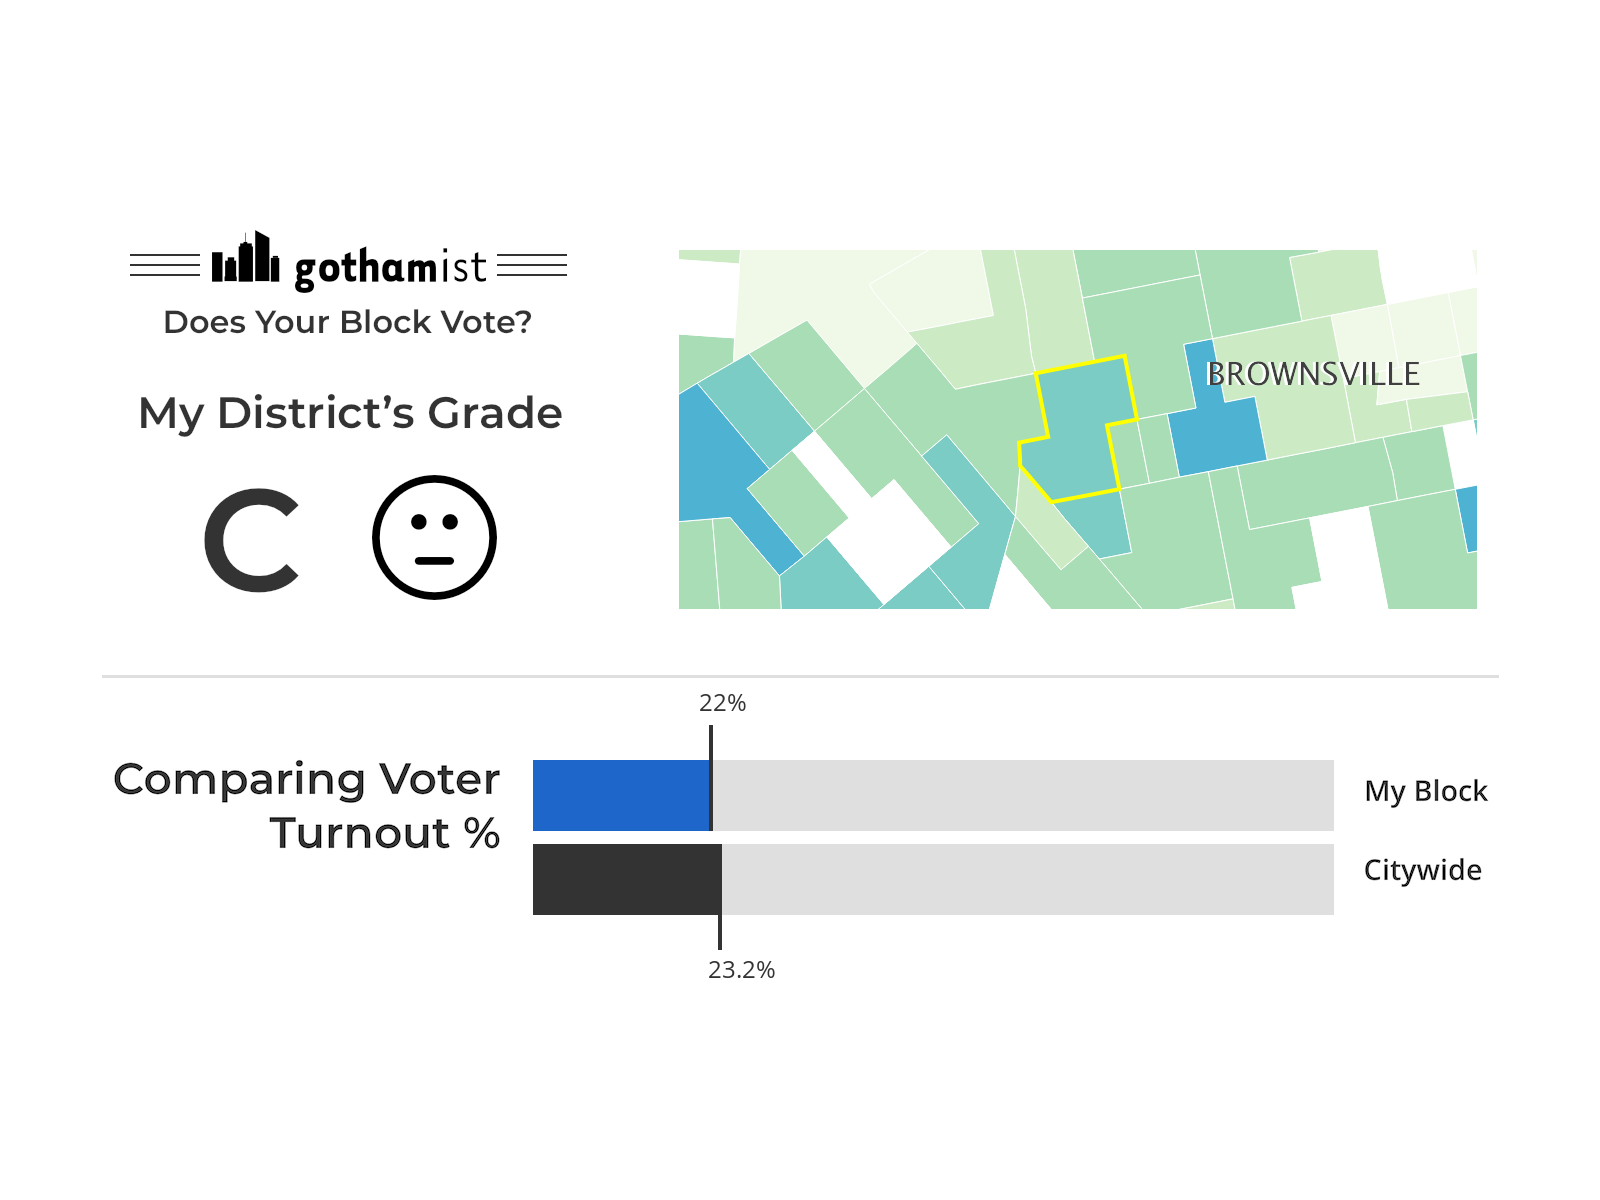 gothamist
Does Your Block Vote?
My District’s Grade
C
BROWNSVILLE
22%
Comparing Voter
Turnout %
My Block
Citywide
23.2%